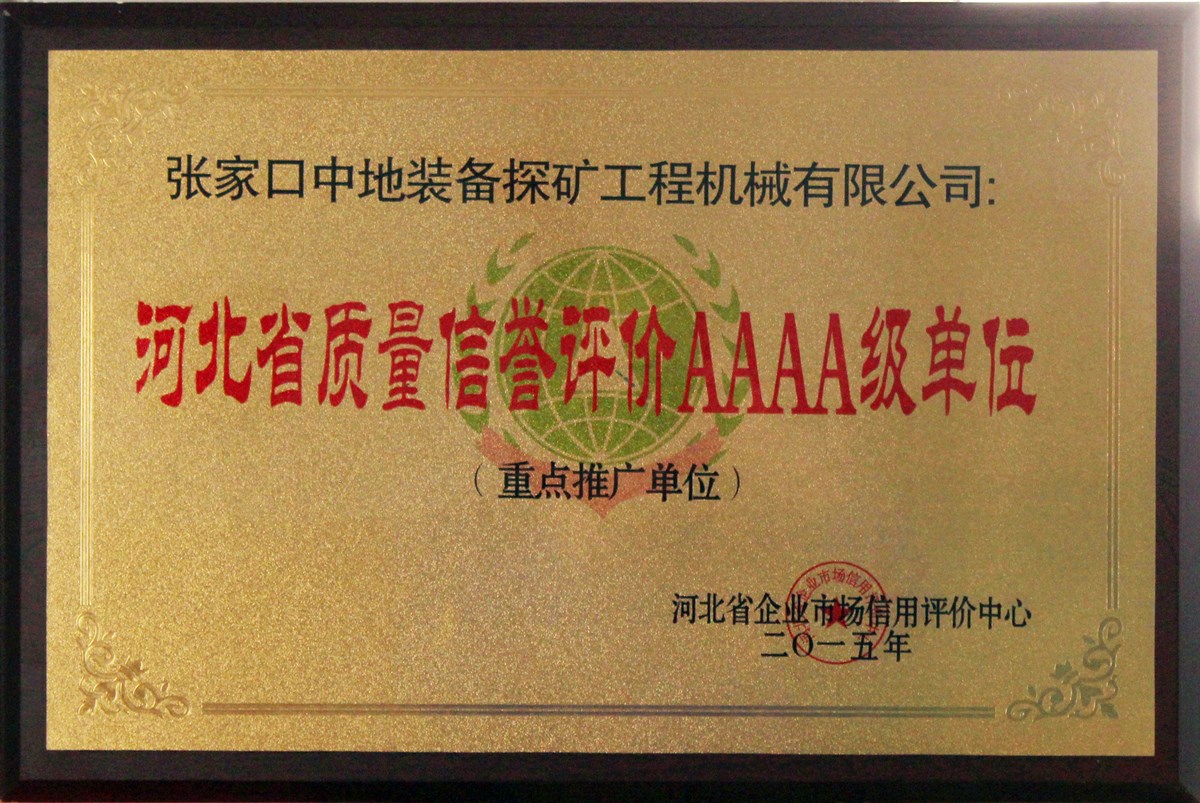 张家口中地装备探矿工程机械有限公司:
河北省质量信誉评价AAAA级单位
(重点推广单位)
河北省企业市场信用评价中心
二〇一五年